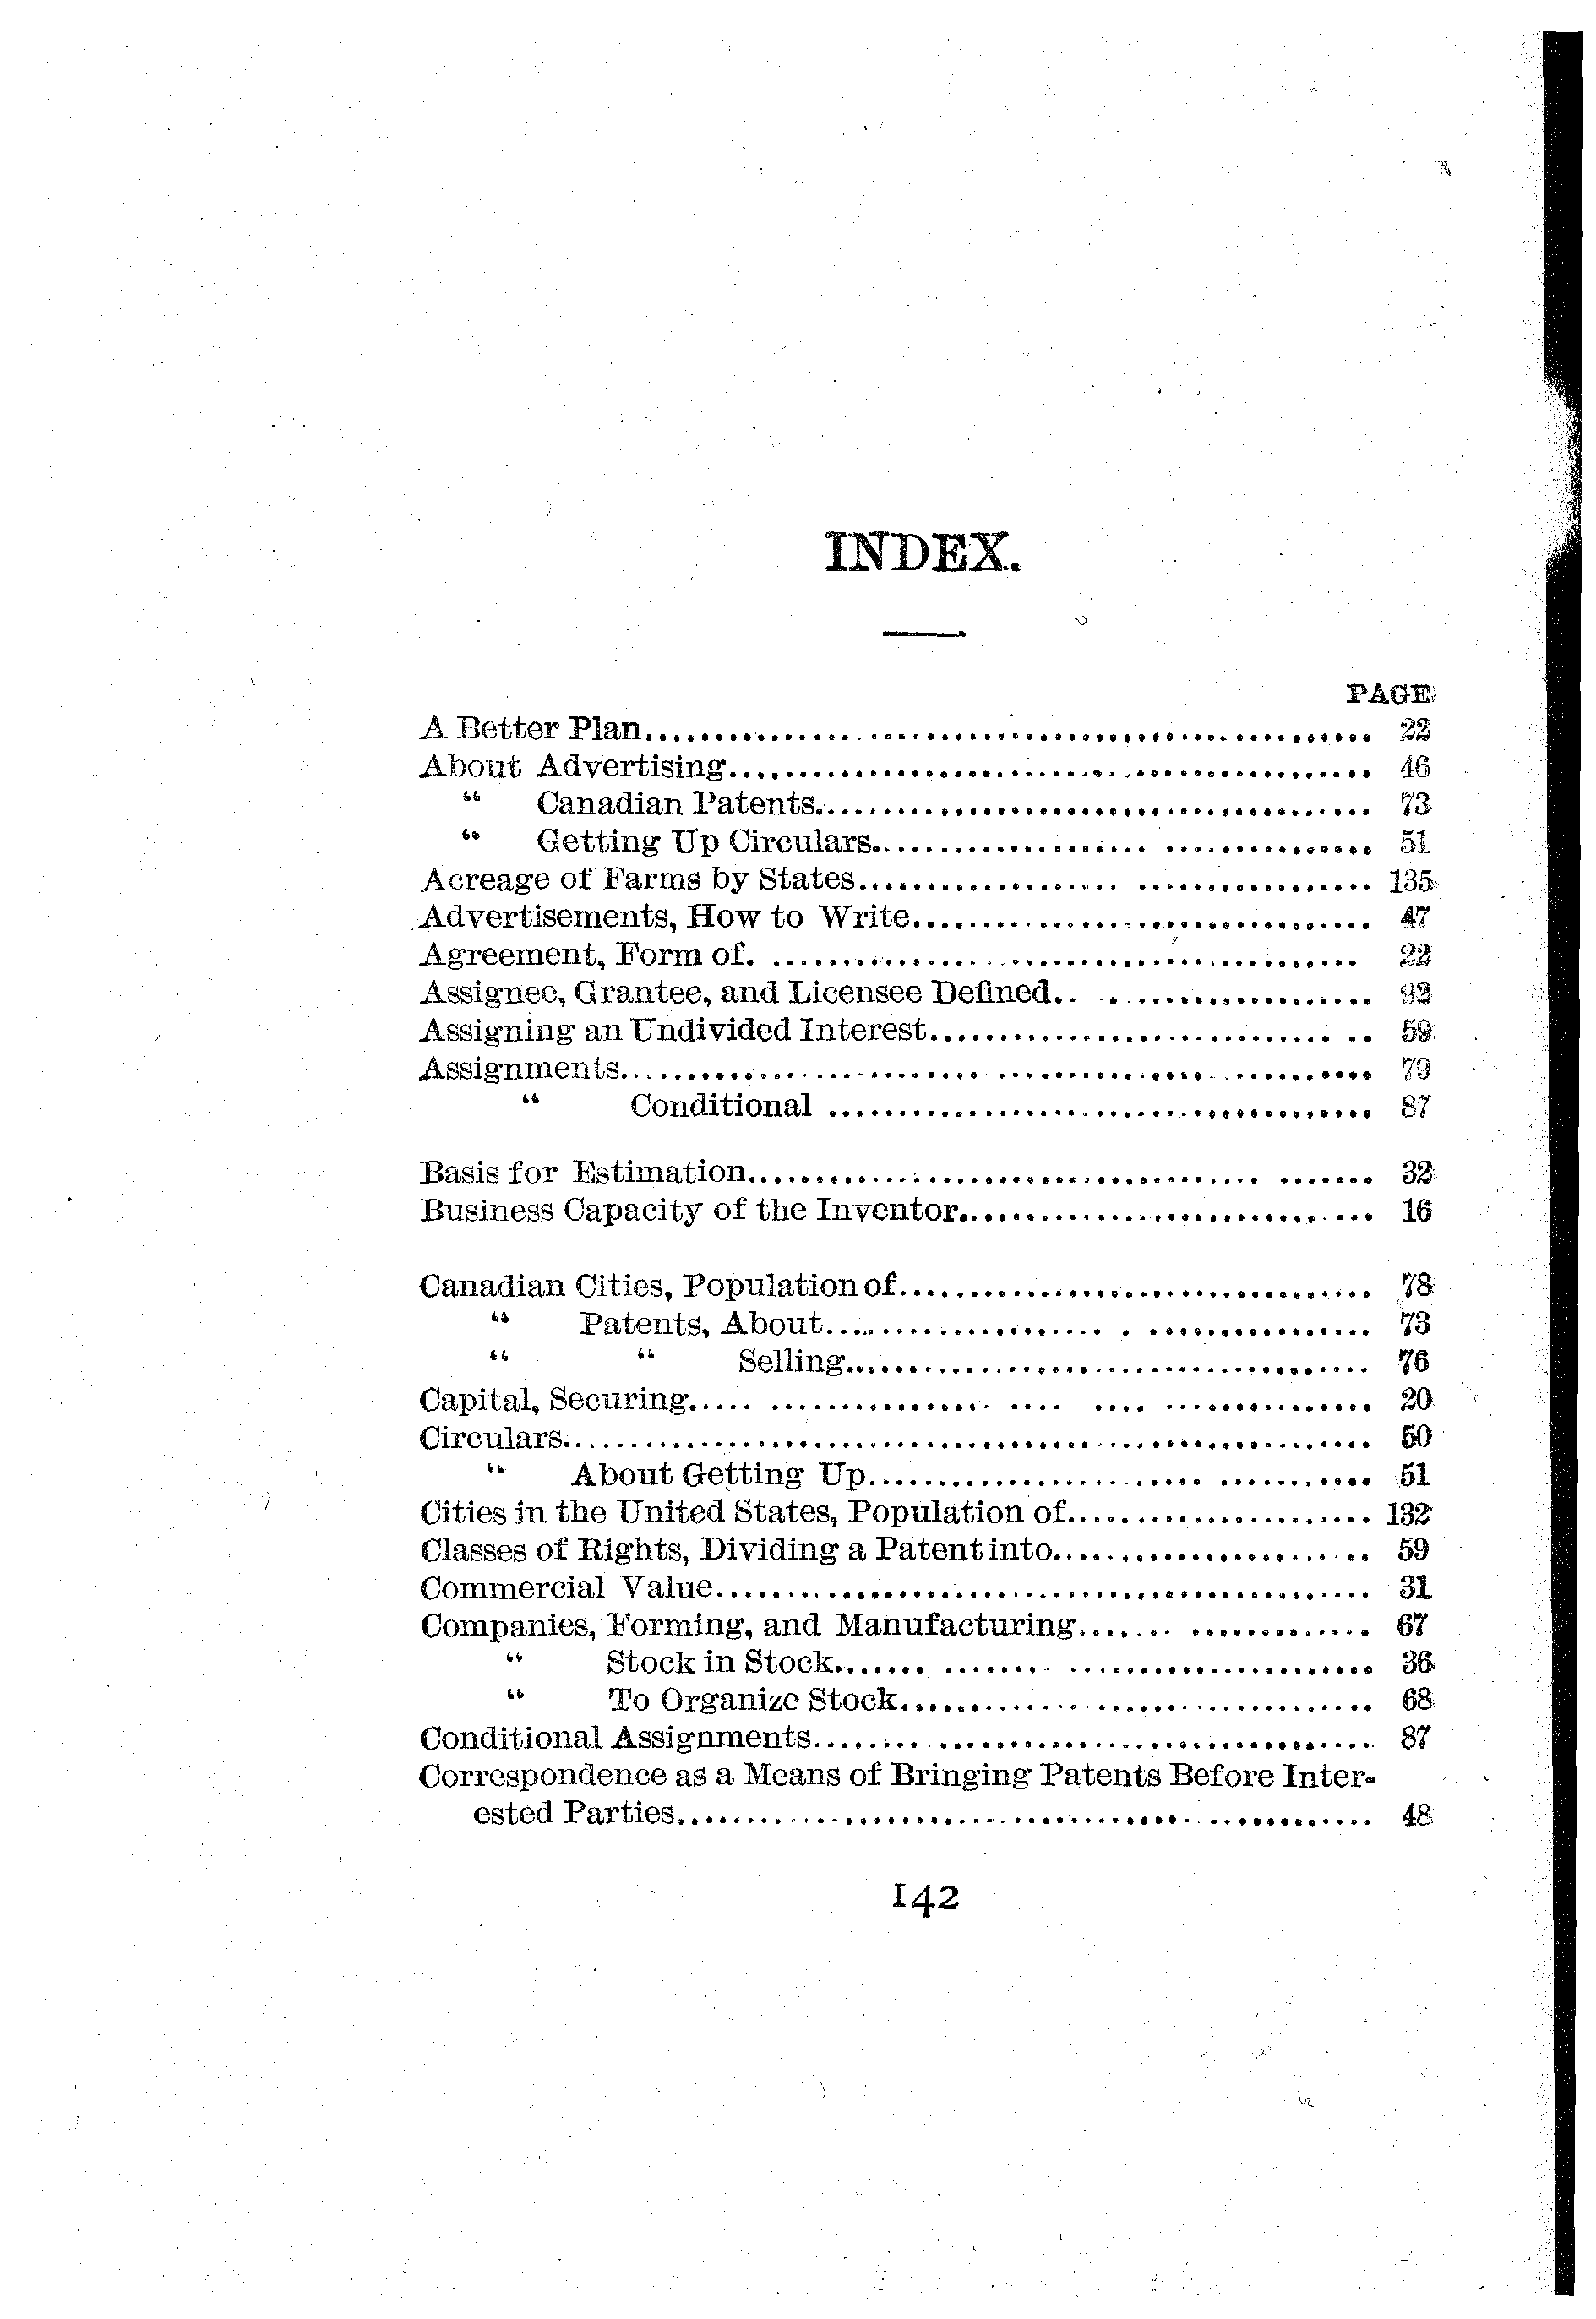 INDEX.
PAGE
A Better Plan........................................ 22
About Advertising........................................ 46
“ Canadian Patents........................................ 73
“ Getting Up Circulars........................................ 51
Acreage of Farms by States........................................ 135
Advertisements, How to Write........................................ 47
Agreement, Form of........................................ 22
Assignee, Grantee, and Licensee Defined........................................
Assigning an Undivided Interest........................................
Assignments........................................ 79
“ Conditional ........................................ 87
Basis for Estimation........................................ 32
Business Capacity of the Inventor........................................ 16
Canadian Cities, Population of........................................ 78
“ Patents, About........................................ 73
“ “ Selling........................................ 76
Capital, Securing........................................ 20
Circulars........................................ 50
“ About Getting Up........................................ 51
Cities in the United States, Population of........................................ 132
Classes of Rights, Dividing a Patent into........................................ 59
Commercial Value........................................ 31
Companies, Forming, and Manufacturing........................................ 67
“ Stock in Stock........................................ 36
“ To Organize Stock........................................ 68
Conditional Assignments........................................ 87
Correspondence as a Means of Bringing Patents Before Inter-
ested Parties........................................ 48
142